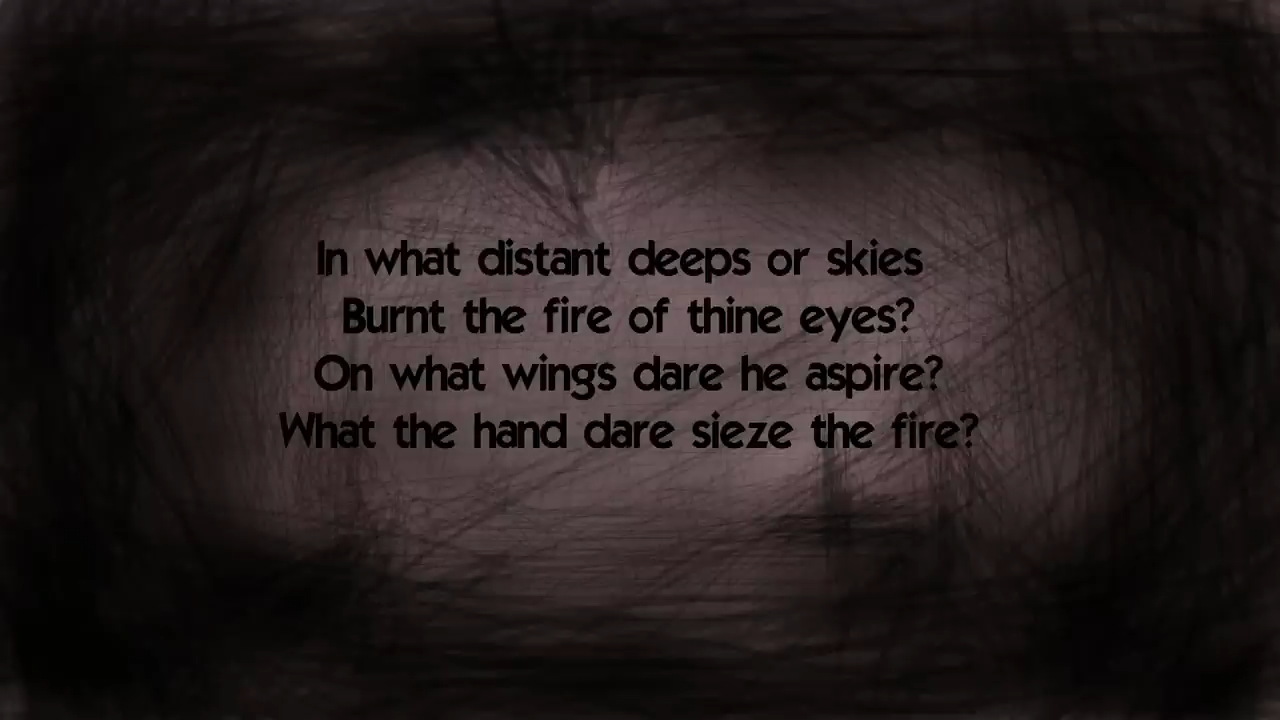 In what distant deeps or skies
Burnt the fire of thine eyes?
On what wings dare he aspire?
What the hand dare sieze the fire?